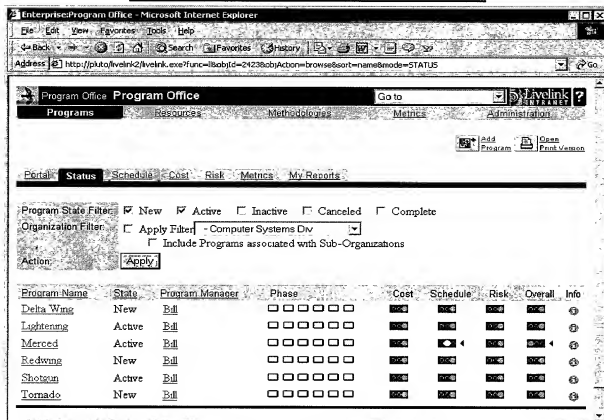 Enterprise:Program Office - Microsoft Internet Explorer
File Edit View Favorites Tools Help
Back Search Favorites History
Address http://pluto/livelink2/livelink.exe?func=ll&objId=2423&objAction=browse&sort=name&mode=STATUS Go
Program Office Program Office Go to Livelink INTRANET ?
Programs Resources Methodologies Metrics Administration
Add Program Open Print Version
Portal Status Schedule Cost Risk Metrics My Reports
Program State Filter: New Active Inactive Canceled Complete
Organization Filter: Apply Filter - Computer Systems Div
Include Programs associated with Sub-Organizations
Action: Apply
Program Name State Program Manager Phase Cost Schedule Risk Overall Info
Delta Wing New Bill
Lightening Active Bill
Merced Active Bill
Redwing New Bill
Shotgun Active Bill
Tornado New Bill